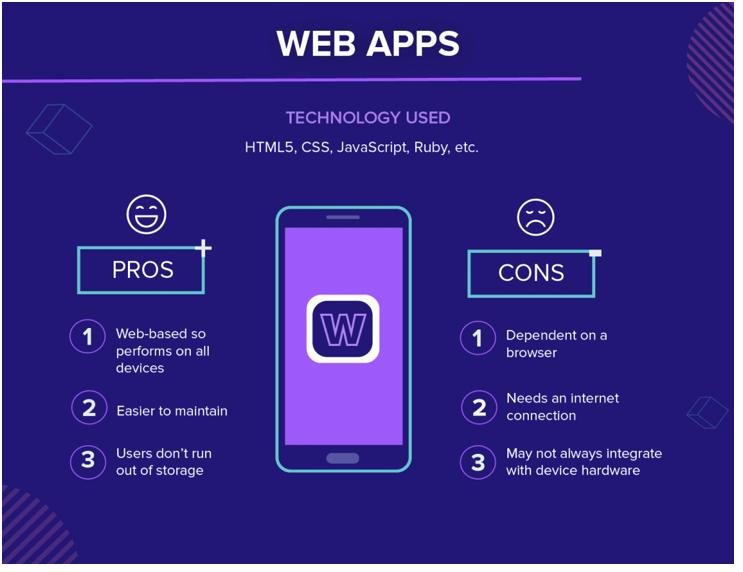 WEB APPS
TECHNOLOGY USED
HTML5, CSS, JavaScript, Ruby, etc.
PROS
1
Web-based so
performs on all
devices
2
Easier to maintain
3
Users don't run
out of storage
W
CONS
1
Dependent on a
browser
2
Needs an internet
connection
3
May not always integrate
with device hardware